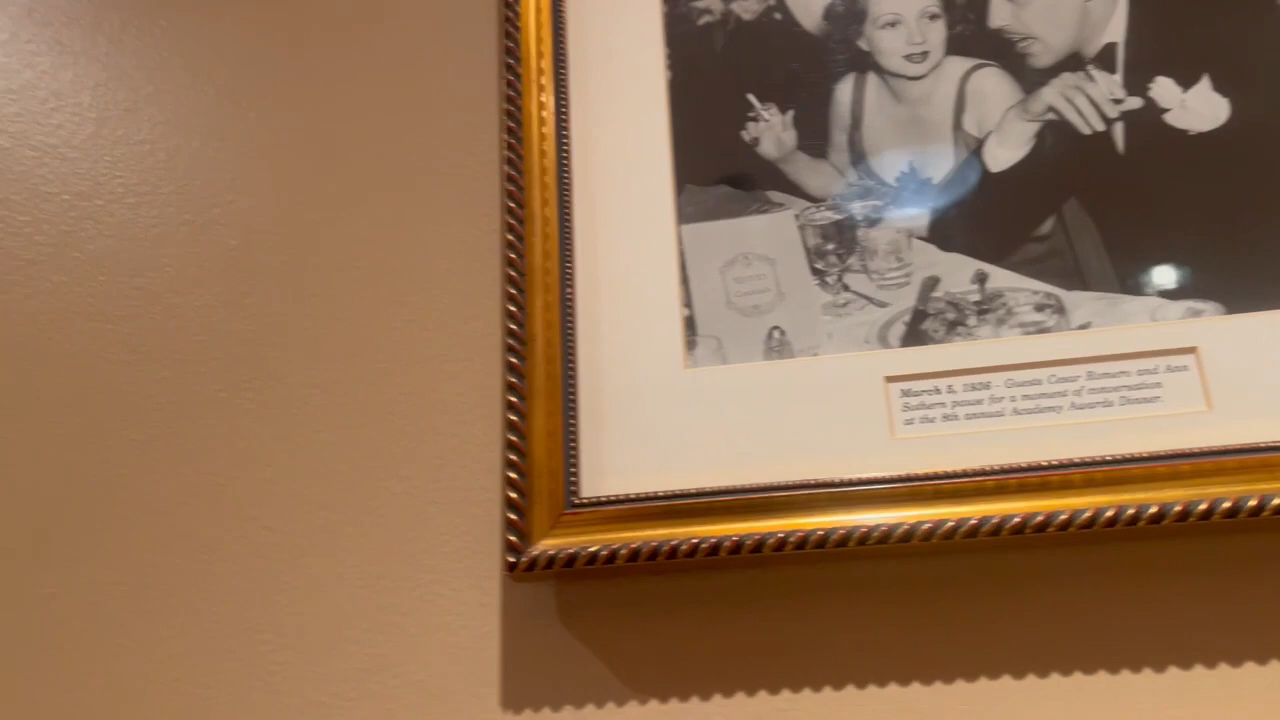 March 5, 1936 - Guests Cesar Romero and Ann
Sothern pause for a moment of conversation
at the 8th annual Academy Awards Dinner.